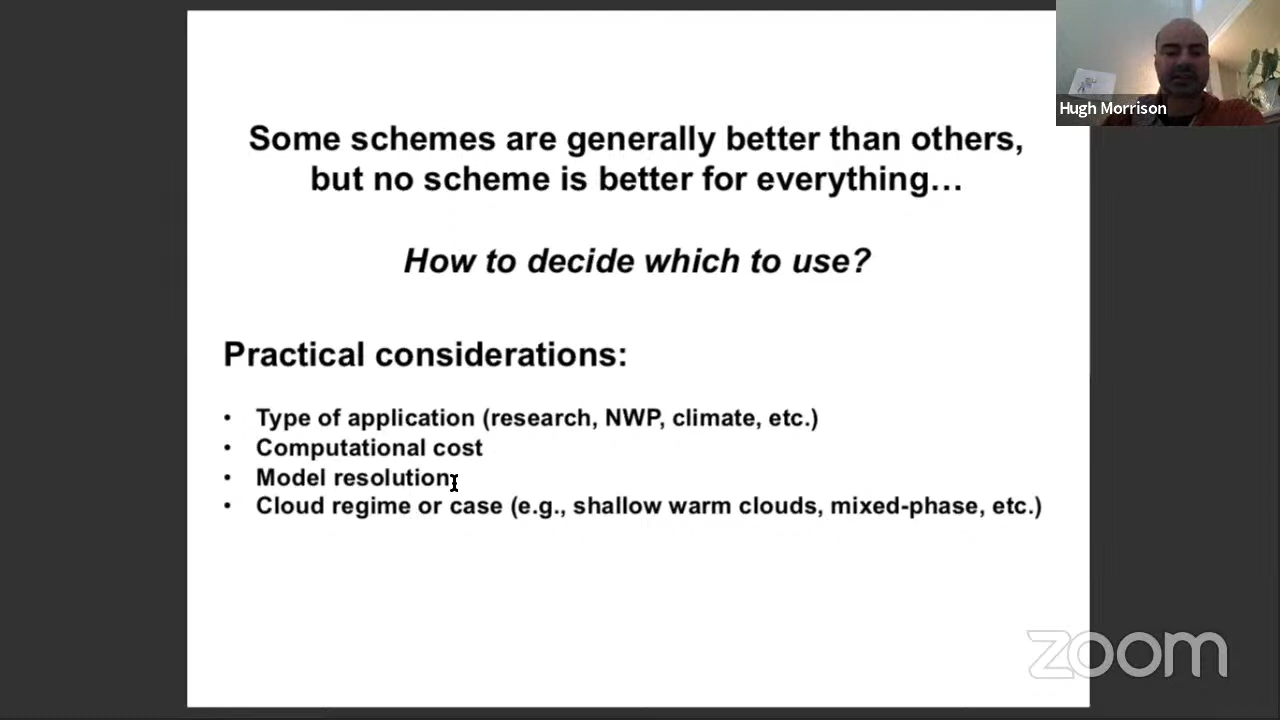 Some schemes are generally better than others,
but no scheme is better for everything…
How to decide which to use?
Practical considerations:
• Type of application (research, NWP, climate, etc.)
• Computational cost
• Model resolution
• Cloud regime or case (e.g., shallow warm clouds, mixed-phase, etc.)
Hugh Morrison
zoom